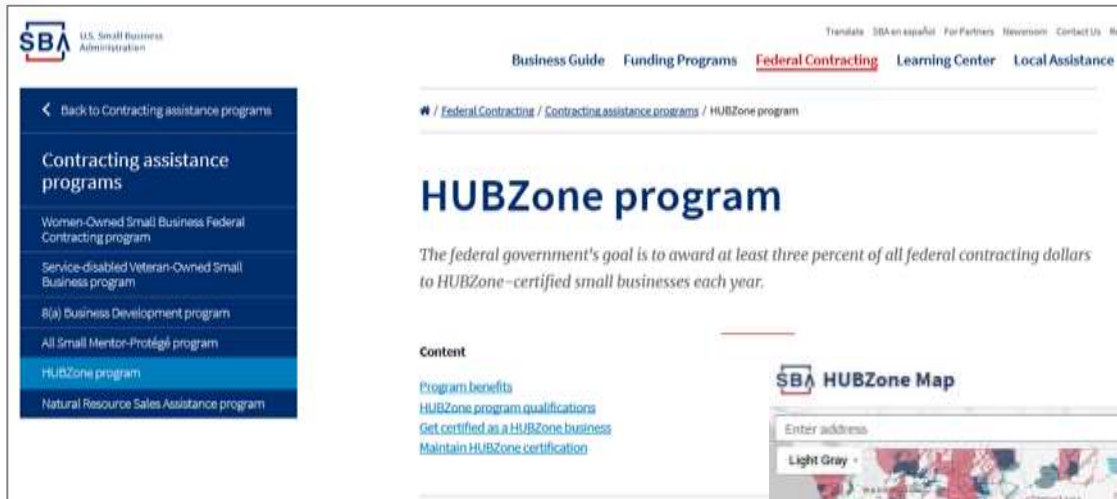 SBA U.S. Small Business
Administration
Translate SBA en español For Partners Newsroom Contact Us
Business Guide Funding Programs Federal Contracting Learning Center Local Assistance
Back to Contracting assistance programs
Contracting assistance
programs
Women-Owned Small Business Federal
Contracting program
Service-disabled Veteran-Owned Small
Business program
8(a) Business Development program
All Small Mentor-Protégé program
HUBZone program
Natural Resource Sales Assistance program
/ Federal Contracting / Contracting assistance programs / HUBZone program
HUBZone program
The federal government's goal is to award at least three percent of all federal contracting dollars
to HUBZone-certified small businesses each year.
Content
Program benefits
HUBZone program qualifications
Get certified as a HUBZone business
Maintain HUBZone certification
SBA HUBZone Map
Enter address
Light Gray